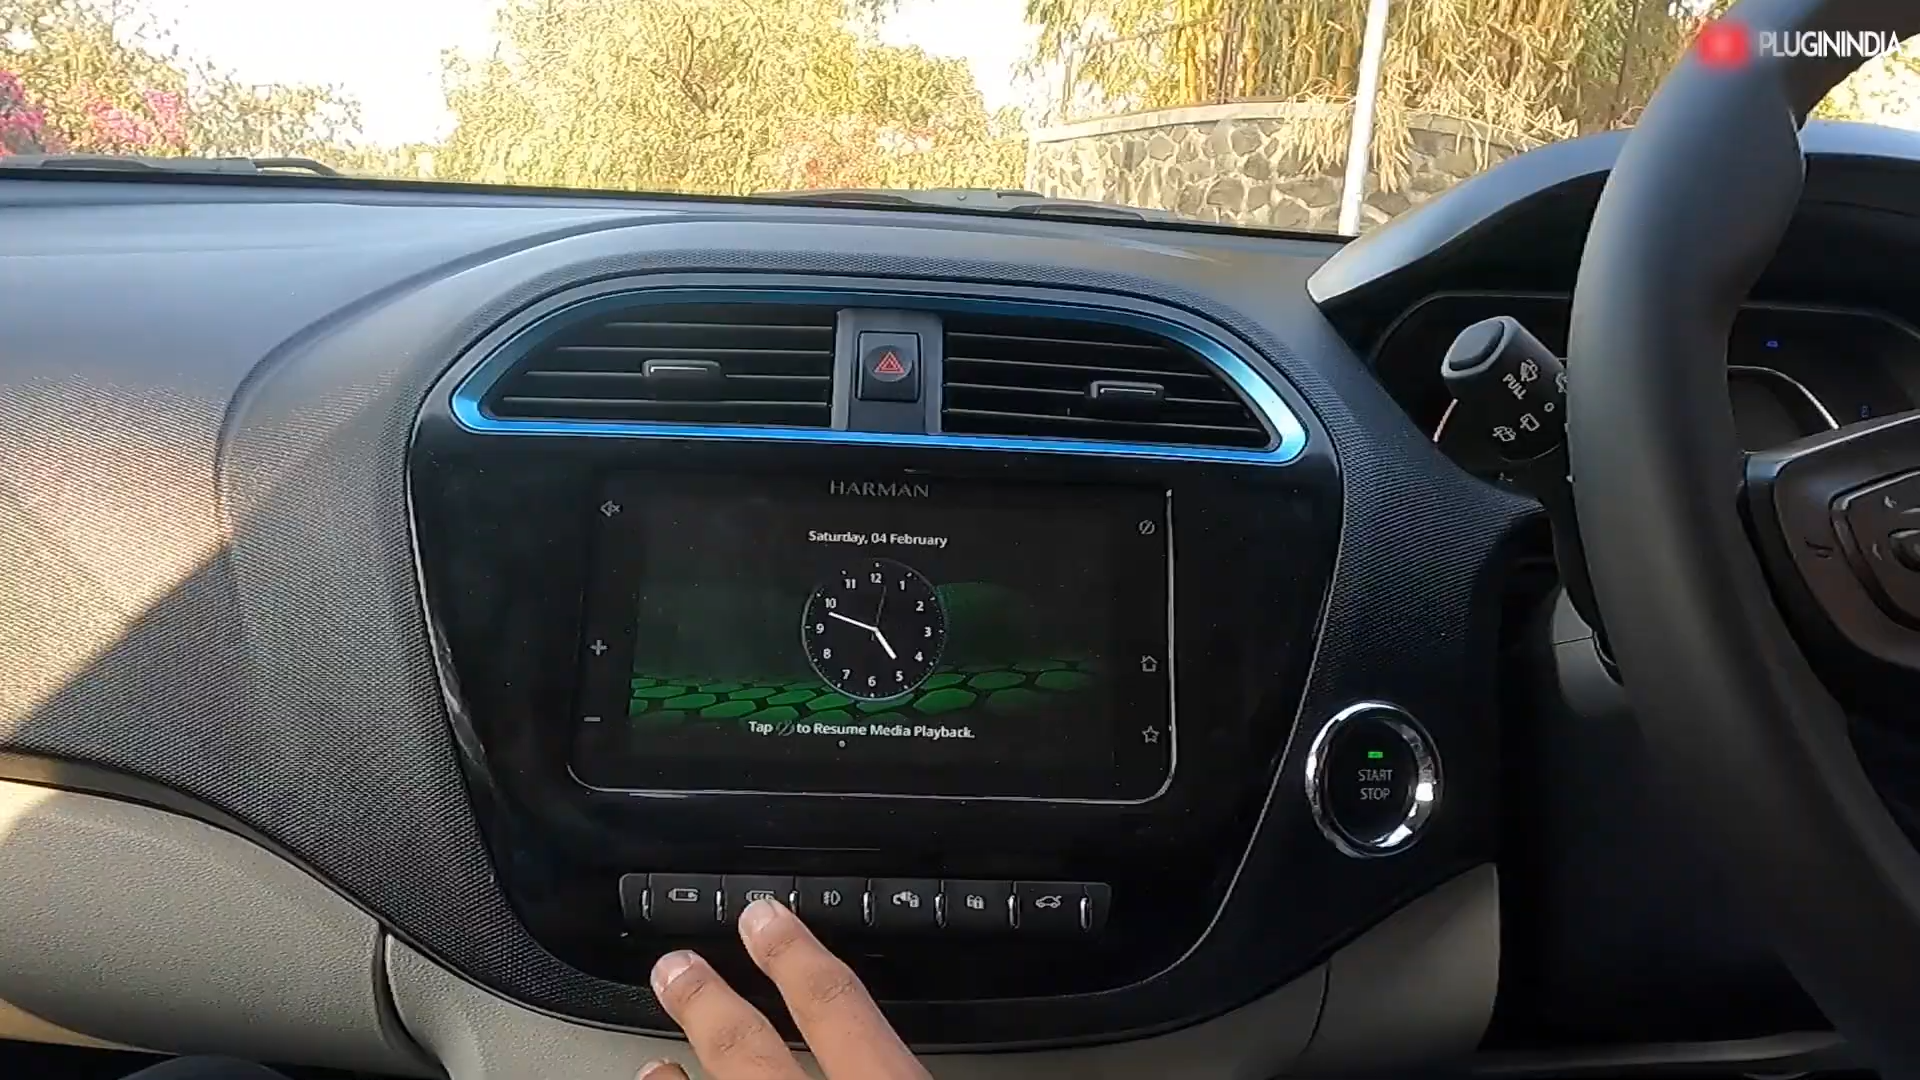 PLUGININDIA
HARMAN
Saturday, 04 February
12
1
2
3
4
5
6
7
8
9
10
11
Tap to Resume Media Playback.
PULL
START
STOP